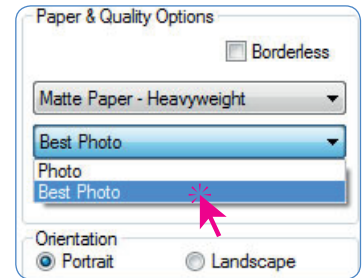 Paper & Quality Options
Borderless
Matte Paper - Heavyweight
Best Photo
Photo
Best Photo
Orientation
Portrait Landscape